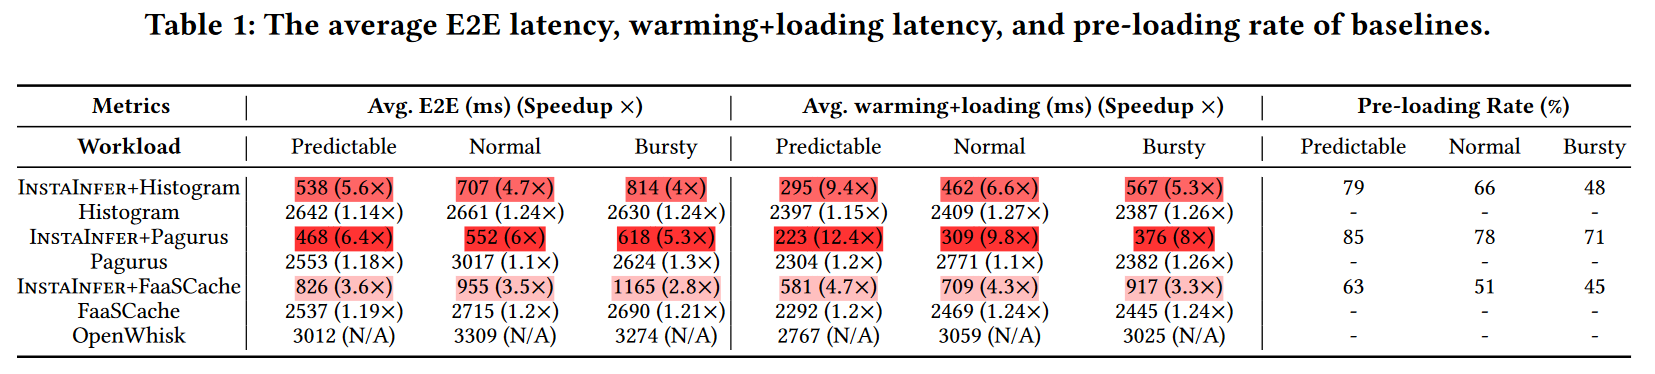 Table 1: The average E2E latency, warming+loading latency, and pre-loading rate of baselines.
Metrics Avg. E2E (ms) (Speedup ×) Avg. warming+loading (ms) (Speedup ×) Pre-loading Rate (%)
Workload Predictable Normal Bursty Predictable Normal Bursty Predictable Normal Bursty
INSTAINFER+Histogram 538 (5.6×) 707 (4.7×) 814 (4×) 295 (9.4×) 462 (6.6×) 567 (5.3×) 79 66 48
Histogram 2642 (1.14×) 2661 (1.24×) 2630 (1.24×) 2397 (1.15×) 2409 (1.27×) 2387 (1.26×) - - -
INSTAINFER+Pagurus 468 (6.4×) 552 (6×) 618 (5.3×) 223 (12.4×) 309 (9.8×) 376 (8×) 85 78 71
Pagurus 2553 (1.18×) 3017 (1.1×) 2624 (1.3×) 2304 (1.2×) 2771 (1.1×) 2382 (1.26×) - - -
INSTAINFER+FaaSCache 826 (3.6×) 955 (3.5×) 1165 (2.8×) 581 (4.7×) 709 (4.3×) 917 (3.3×) 63 51 45
FaaSCache 2537 (1.19×) 2715 (1.2×) 2690 (1.21×) 2292 (1.2×) 2469 (1.24×) 2445 (1.24×) - - -
OpenWhisk 3012 (N/A) 3309 (N/A) 3274 (N/A) 2767 (N/A) 3059 (N/A) 3025 (N/A) - - -